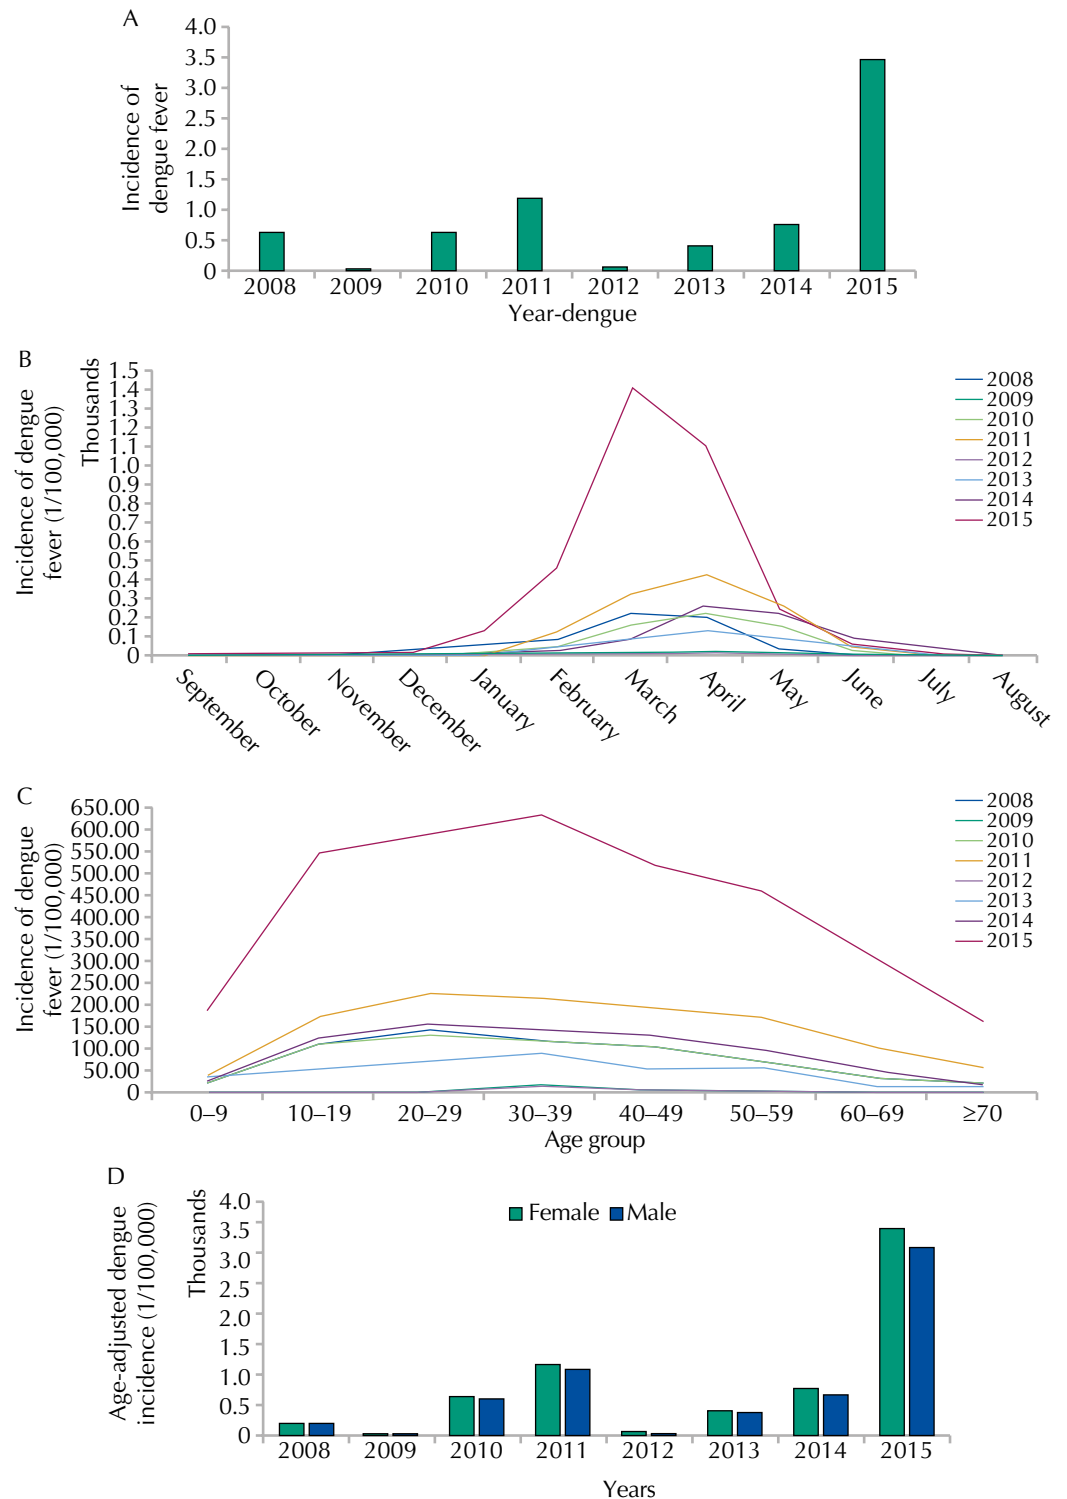 A
Incidence of
dengue fever
4.0
3.5
3.0
2.5
2.0
1.5
1.0
0.5
0
2008 2009 2010 2011 2012 2013 2014 2015
Year-dengue
B
Incidence of dengue
fever (1/100,000)
Thousands
1.5
1.4
1.3
1.2
1.1
1.0
0.9
0.8
0.7
0.6
0.5
0.4
0.3
0.2
0.1
0
2008
2009
2010
2011
2012
2013
2014
2015
September October November December January February March April May June July August
C
Incidence of dengue
fever (1/100,000)
650.00
600.00
550.00
500.00
450.00
400.00
350.00
300.00
250.00
200.00
150.00
100.00
50.00
0
2008
2009
2010
2011
2012
2013
2014
2015
0–9 10–19 20–29 30–39 40–49 50–59 60–69 ≥70
Age group
D
Age-adjusted dengue
incidence (1/100,000)
Thousands
4.0
3.5
3.0
2.5
2.0
1.5
1.0
0.5
0
Female Male
2008 2009 2010 2011 2012 2013 2014 2015
Years